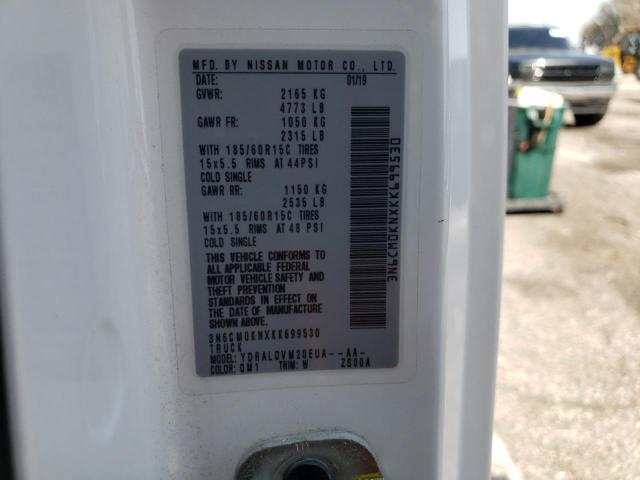 MFD. BY NISSAN MOTOR CO., LTD.
DATE: 01/19
GVWR: 2165 KG
4773 LB
GAWR FR: 1050 KG
2315 LB
WITH 185/60R15C TIRES
15x5.5 RIMS AT 44PSI
COLD SINGLE
GAWR RR: 1150 KG
2535 LB
WITH 185/60R15C TIRES
15x5.5 RIMS AT 48 PSI
COLD SINGLE
THIS VEHICLE CONFORMS TO
ALL APPLICABLE FEDERAL
MOTOR VEHICLE SAFETY
AND THEFT PREVENTION
STANDARDS IN EFFECT ON
THE DATE OF MANUFACTURE
SHOWN ABOVE.
3N6CM0KNXKK699530
TRUCK
MODEL: YDRALDVM20EUA--AA-
COLOR: QM1 TRIM: W ZS00A
3N6CM0KNXKK699530